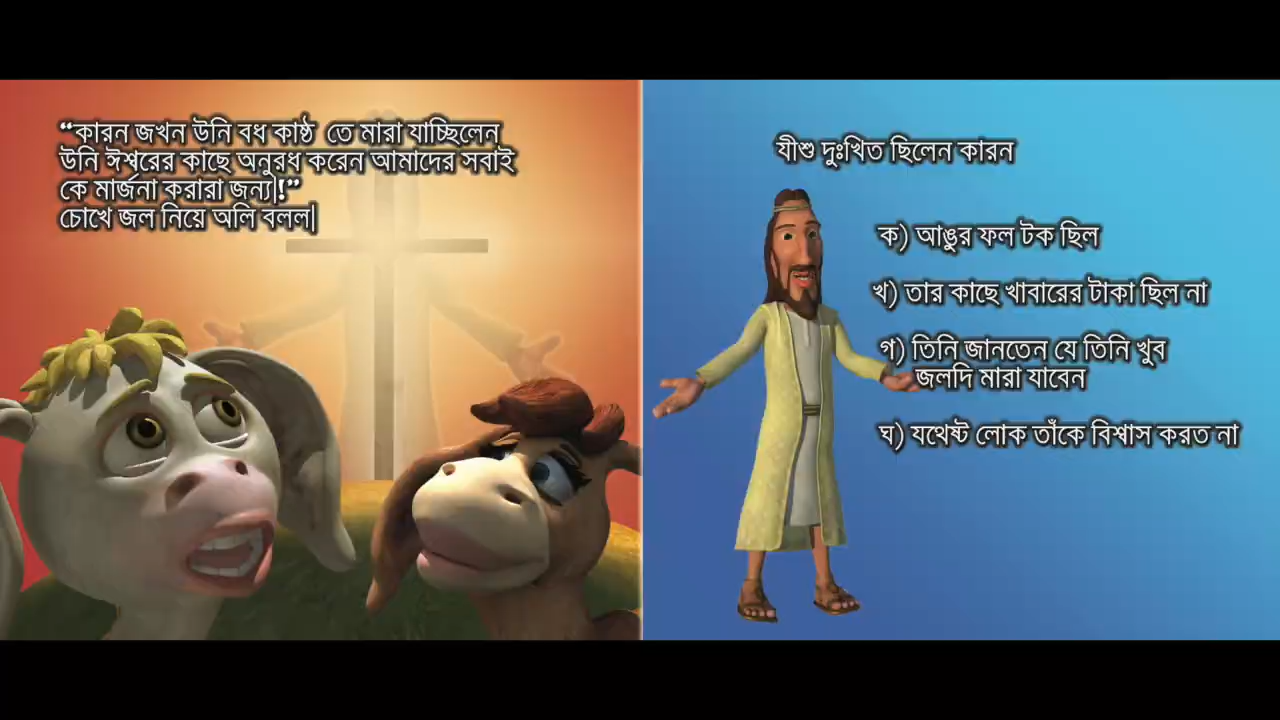 “কারন জখন উনি বধ কাষ্ঠ তে মারা যাচ্ছিলেন
উনি ঈশ্বরের কাছে অনুরধ করেন আমাদের সবাই
কে মার্জনা করারা জন্য|!”
চোখে জল নিয়ে অলি বলল|
যীশু দুঃখিত ছিলেন কারন
ক) আঙুর ফল টক ছিল
খ) তার কাছে খাবারের টাকা ছিল না
গ) তিনি জানতেন যে তিনি খুব
জলদি মারা যাবেন
ঘ) যথেষ্ট লোক তাঁকে বিশ্বাস করত না